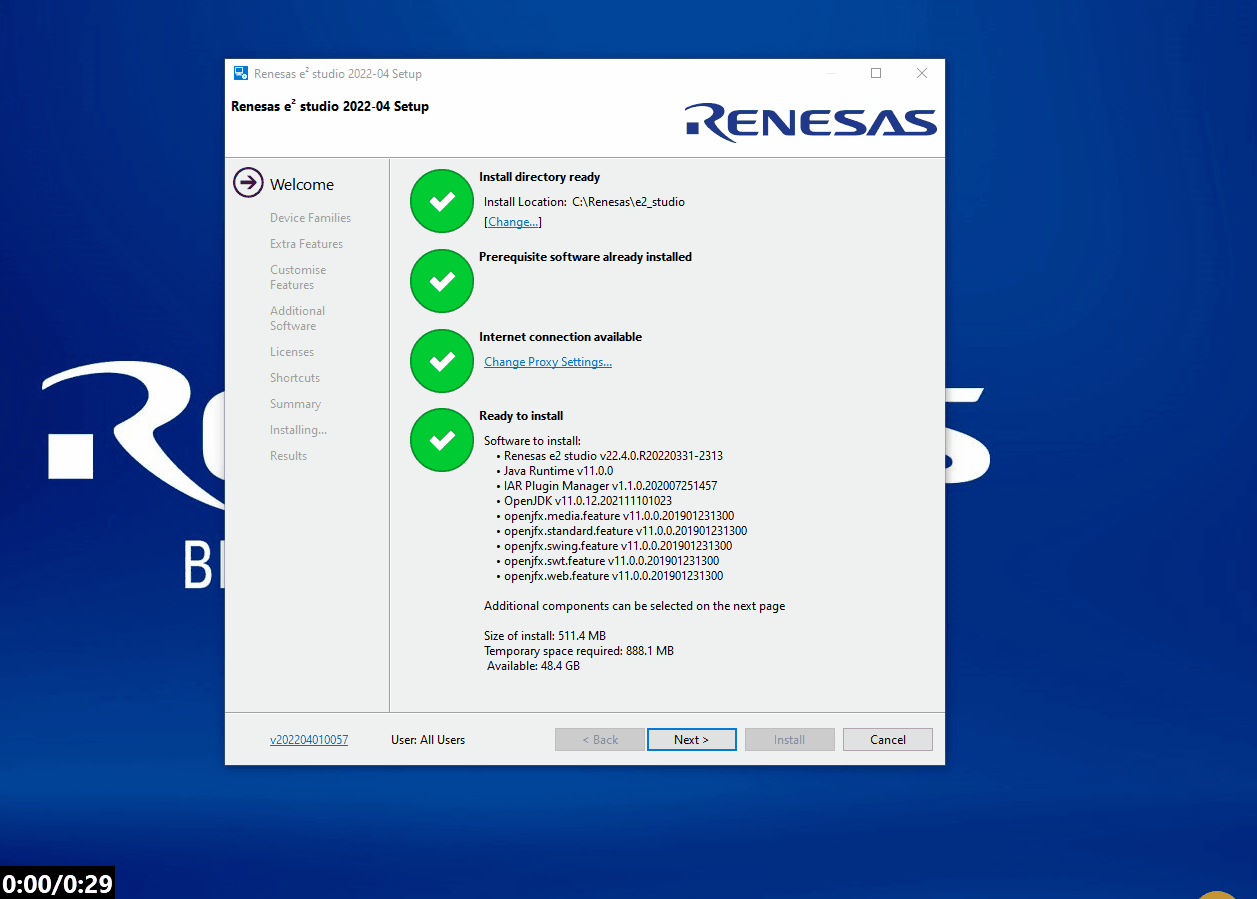 Renesas e² studio 2022-04 Setup
Renesas e² studio 2022-04 Setup
RENESAS
Welcome
Device Families
Extra Features
Customise
Features
Additional
Software
Licenses
Shortcuts
Summary
Installing...
Results
Install directory ready
Install Location: C:\Renesas\e2_studio
[Change...]
Prerequisite software already installed
Internet connection available
Change Proxy Settings...
Ready to install
Software to install:
• Renesas e2 studio v22.4.0.R20220331-2313
• Java Runtime v11.0.0
• IAR Plugin Manager v1.1.0.202007251457
• OpenJDK v11.0.12.202111101023
• openjfx.media.feature v11.0.0.201901231300
• openjfx.standard.feature v11.0.0.201901231300
• openjfx.swing.feature v11.0.0.201901231300
• openjfx.swt.feature v11.0.0.201901231300
• openjfx.web.feature v11.0.0.201901231300
Additional components can be selected on the next page
Size of install: 511.4 MB
Temporary space required: 888.1 MB
Available: 48.4 GB
v202204010057
User: All Users
< Back
Next >
Install
Cancel
0:00/0:29